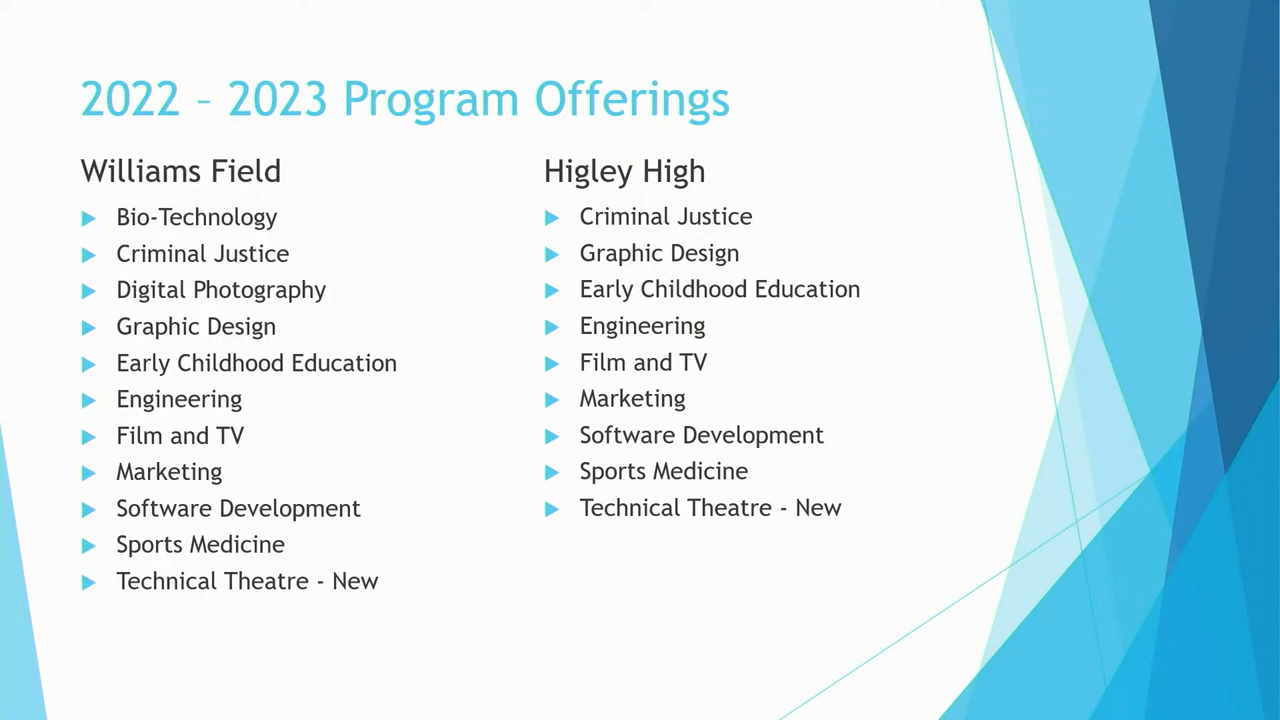 2022 – 2023 Program Offerings
Williams Field
Bio-Technology
Criminal Justice
Digital Photography
Graphic Design
Early Childhood Education
Engineering
Film and TV
Marketing
Software Development
Sports Medicine
Technical Theatre - New
Higley High
Criminal Justice
Graphic Design
Early Childhood Education
Engineering
Film and TV
Marketing
Software Development
Sports Medicine
Technical Theatre - New